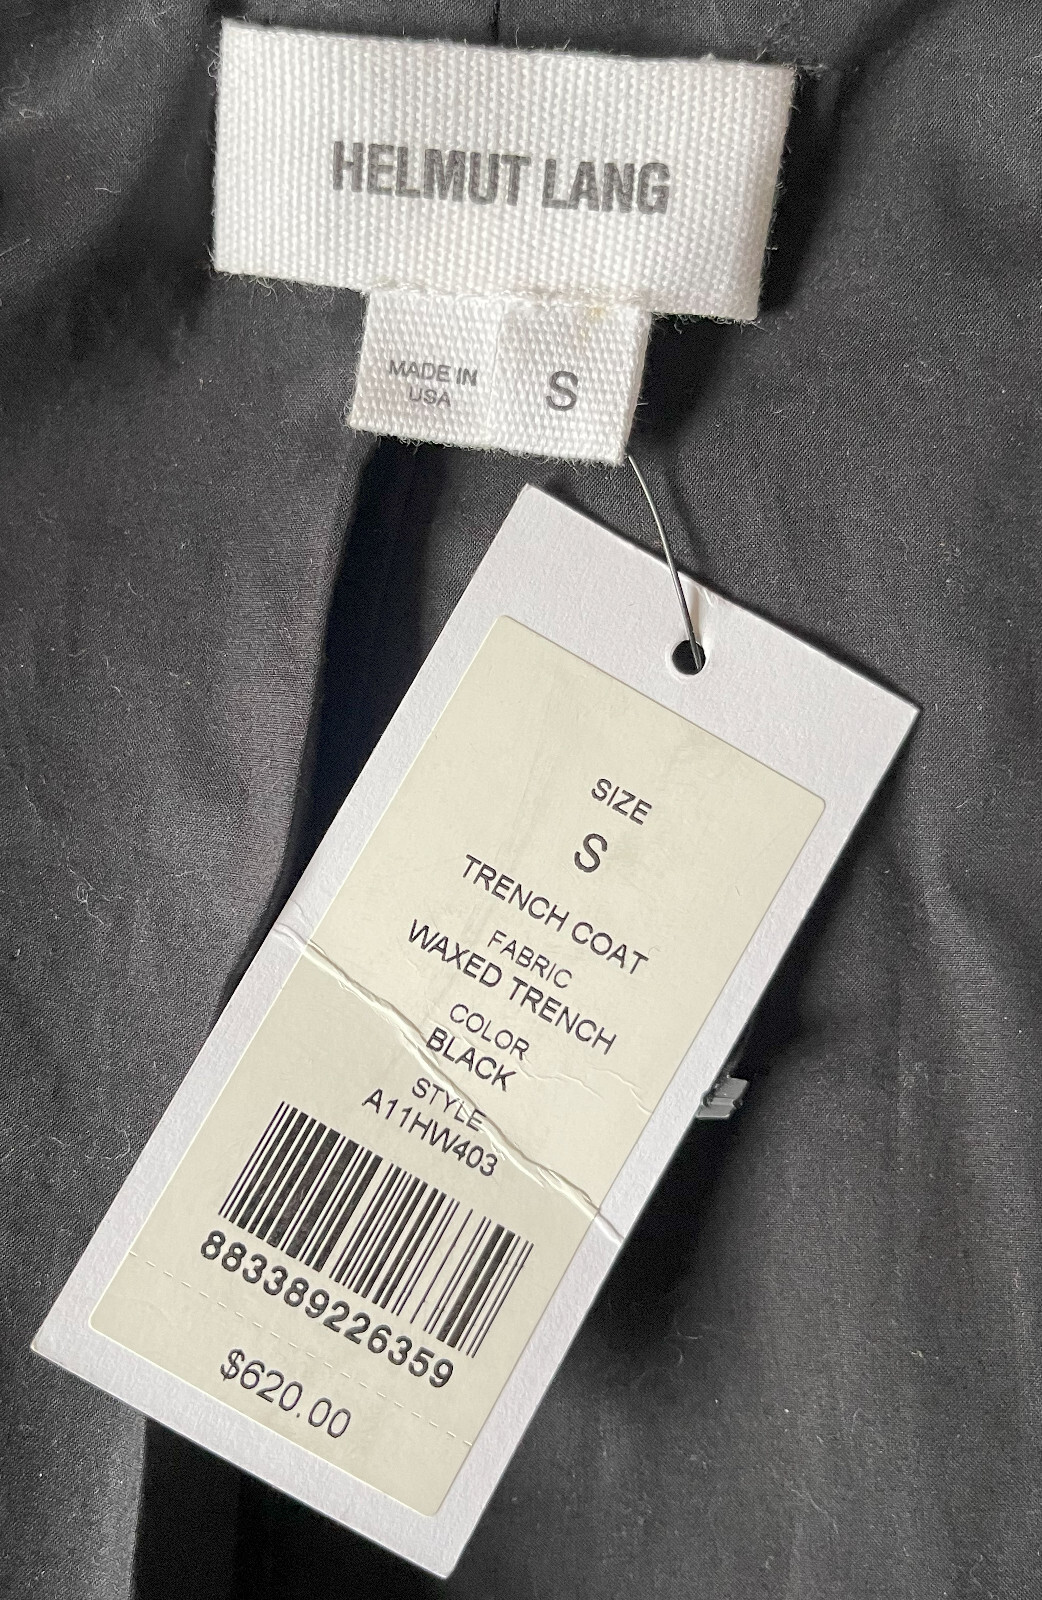 HELMUT LANG
MADE IN
USA
S
SIZE
S
TRENCH COAT
FABRIC
WAXED TRENCH
COLOR
BLACK
STYLE
A11HW403
883389226359
$620.00